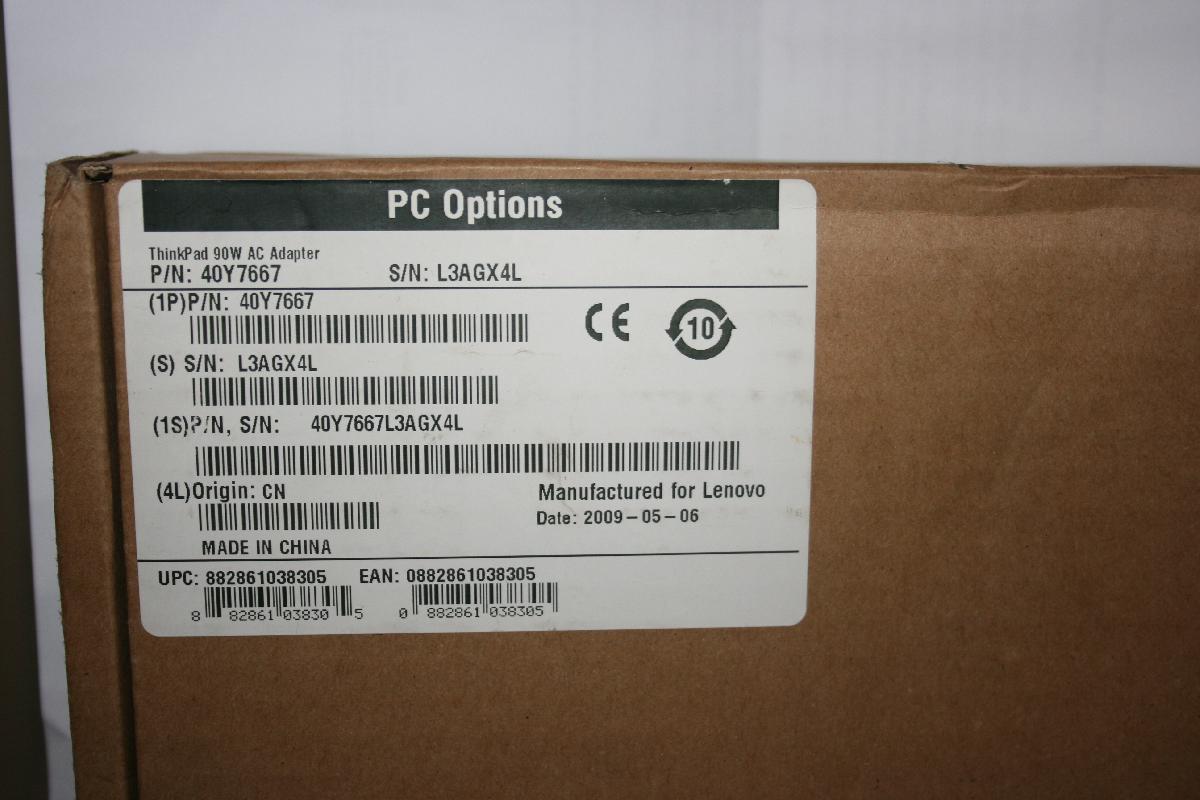 PC Options
ThinkPad 90W AC Adapter
P/N: 40Y7667 S/N: L3AGX4L
(1P)P/N: 40Y7667
CE 10
(S) S/N: L3AGX4L
(1S)P/N, S/N: 40Y7667L3AGX4L
(4L)Origin: CN
Manufactured for Lenovo
Date: 2009-05-06
MADE IN CHINA
UPC: 882861038305 EAN: 0882861038305
8 82861 03830 5 0 882861 038305